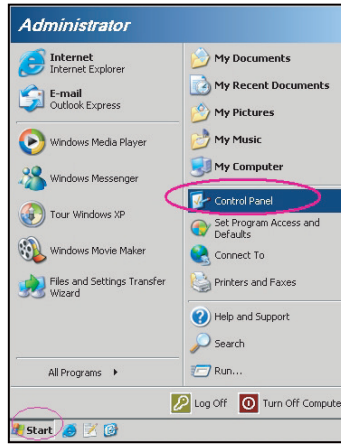 Administrator
Internet
Internet Explorer
E-mail
Outlook Express
Windows Media Player
Windows Messenger
Tour Windows XP
Windows Movie Maker
Files and Settings Transfer
Wizard
All Programs
My Documents
My Recent Documents
My Pictures
My Music
My Computer
Control Panel
Set Program Access and
Defaults
Connect To
Printers and Faxes
Help and Support
Search
Run...
Log Off
Turn Off Compute
Start